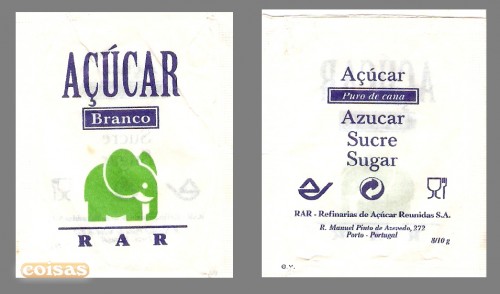 AÇÚCAR
Branco
Sucre
R A R
coisas
Açúcar
Puro de cana
Azucar
Sucre
Sugar
RAR - Refinarias de Açúcar Reunidas S.A.
R. Manuel Pinto de Azevedo, 272
Porto - Portugal
8/10 g